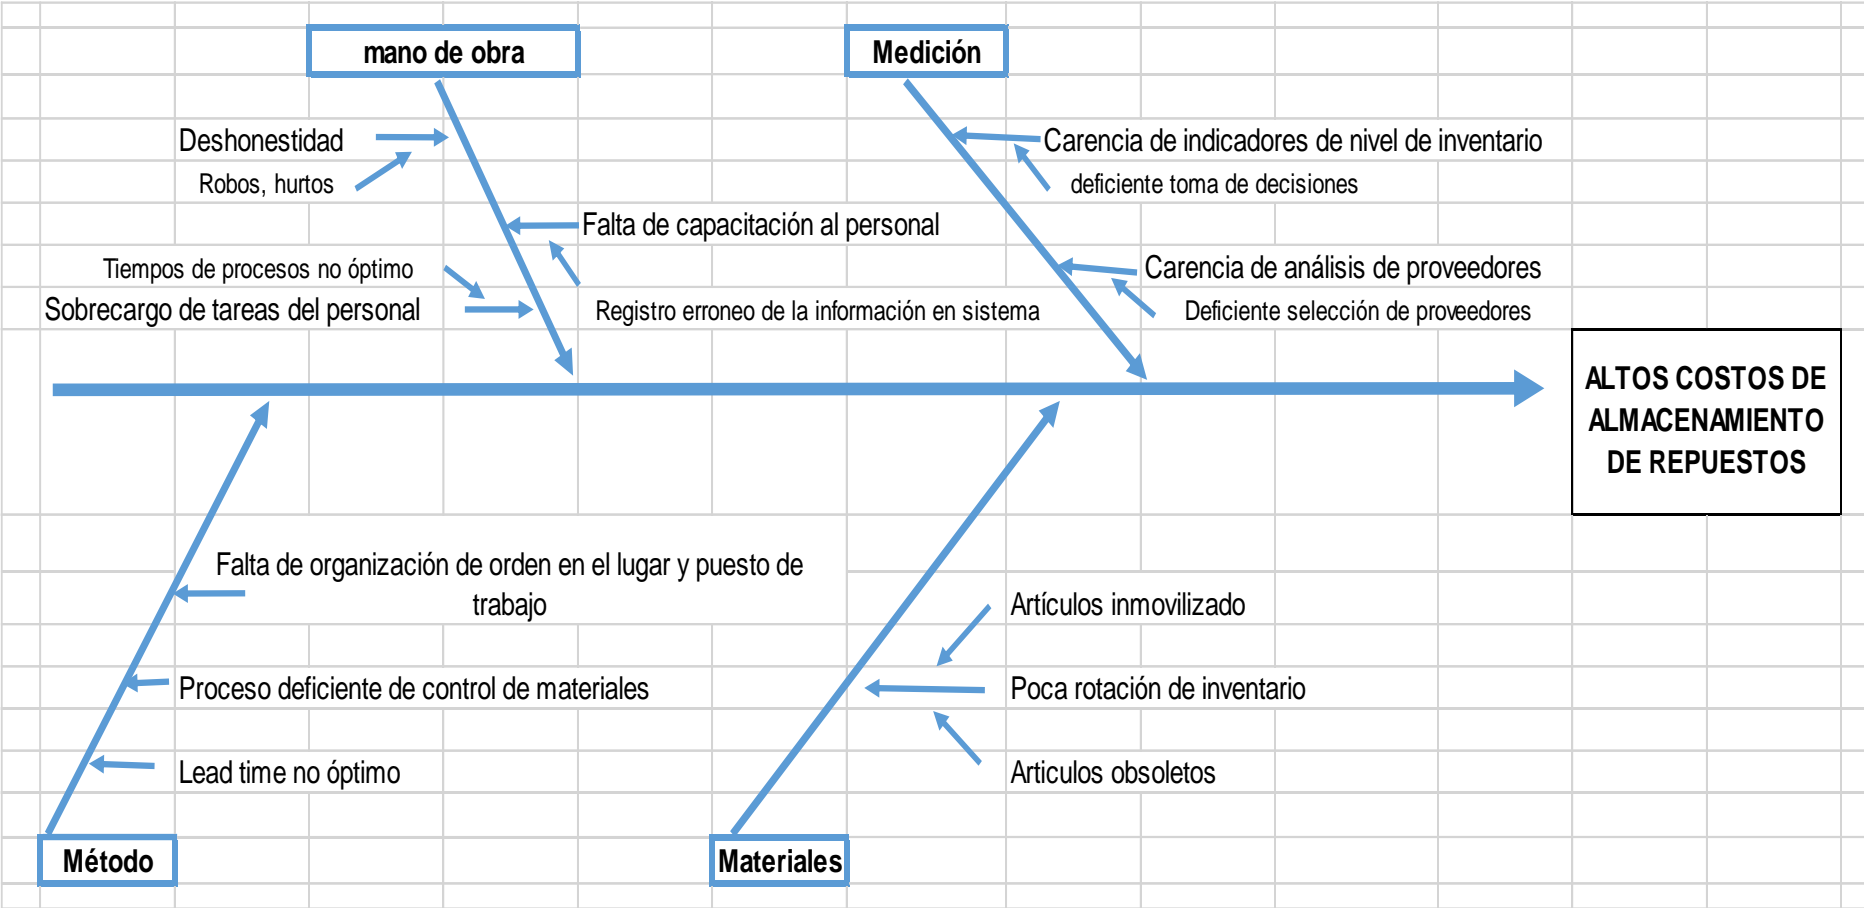 mano de obra
Medición
Deshonestidad
Carencia de indicadores de nivel de inventario
Robos, hurtos
deficiente toma de decisiones
Falta de capacitación al personal
Tiempos de procesos no óptimo
Carencia de análisis de proveedores
Sobrecargo de tareas del personal
Registro erroneo de la información en sistema
Deficiente selección de proveedores
ALTOS COSTOS DE
ALMACENAMIENTO
DE REPUESTOS
Falta de organización de orden en el lugar y puesto de
trabajo
Artículos inmovilizado
Proceso deficiente de control de materiales
Poca rotación de inventario
Lead time no óptimo
Articulos obsoletos
Método
Materiales